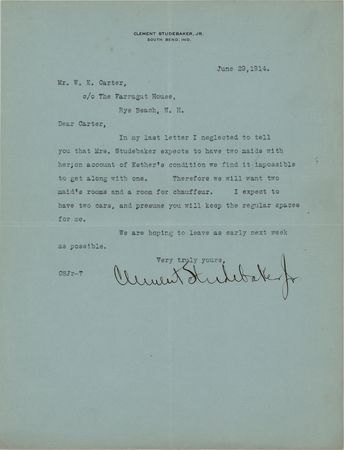 CLEMENT STUDEBAKER, JR.
SOUTH BEND, IND.
June 29, 1914.
Mr. W. E. Carter,
c/o The Farragut House,
Rye Beach, N. H.
Dear Carter,
In my last letter I neglected to tell
you that Mrs. Studebaker expects to have two maids with
her; on account of Esther's condition we find it impossible
to get along with one. Therefore we will want two
maid's rooms and a room for chauffeur. I expect to
have two cars, and presume you will keep the regular spaces
for me.
We are hoping to leave as early next week
as possible.
Very truly yours,
CSJr-T
Clement Studebaker Jr